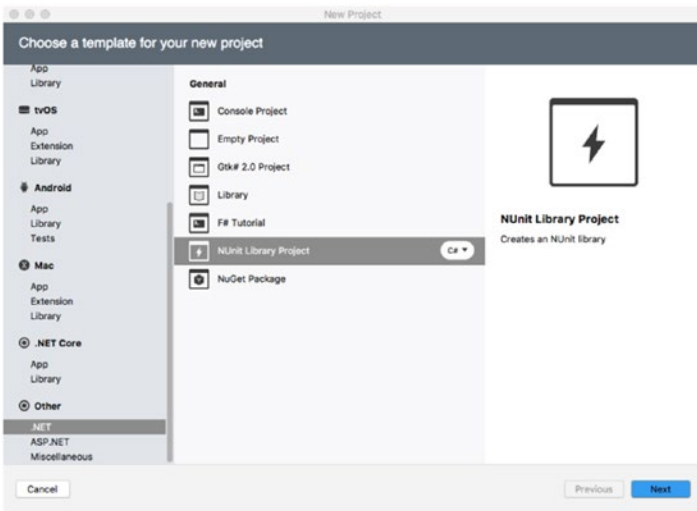 New Project
Choose a template for your new project
App
Library
tvOS
App
Extension
Library
Android
App
Library
Tests
Mac
App
Extension
Library
.NET Core
App
Library
Other
.NET
ASP.NET
Miscellaneous
General
Console Project
Empty Project
Gtk# 2.0 Project
Library
F# Tutorial
NUnit Library Project
C#
NuGet Package
NUnit Library Project
Creates an NUnit library
Cancel
Previous
Next